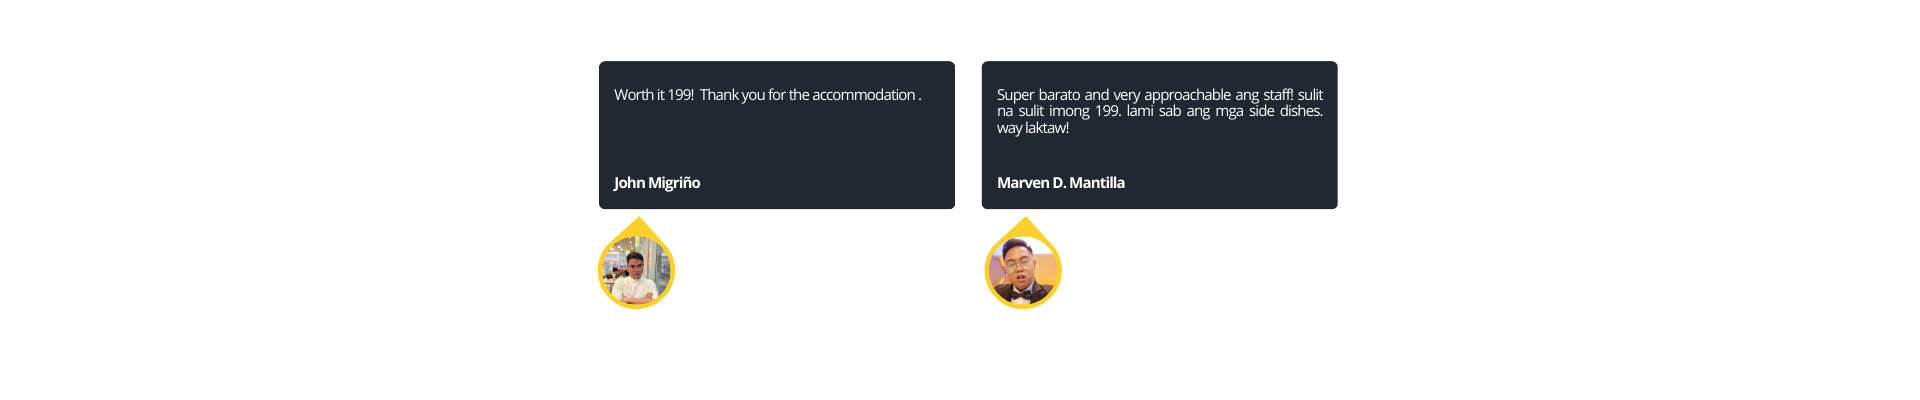 Worth it 199!  Thank you for the accommodation .
John Migriño
Super barato and very approachable ang staff! sulit
na sulit imong 199. lami sab ang mga side dishes.
way laktaw!
Marven D. Mantilla